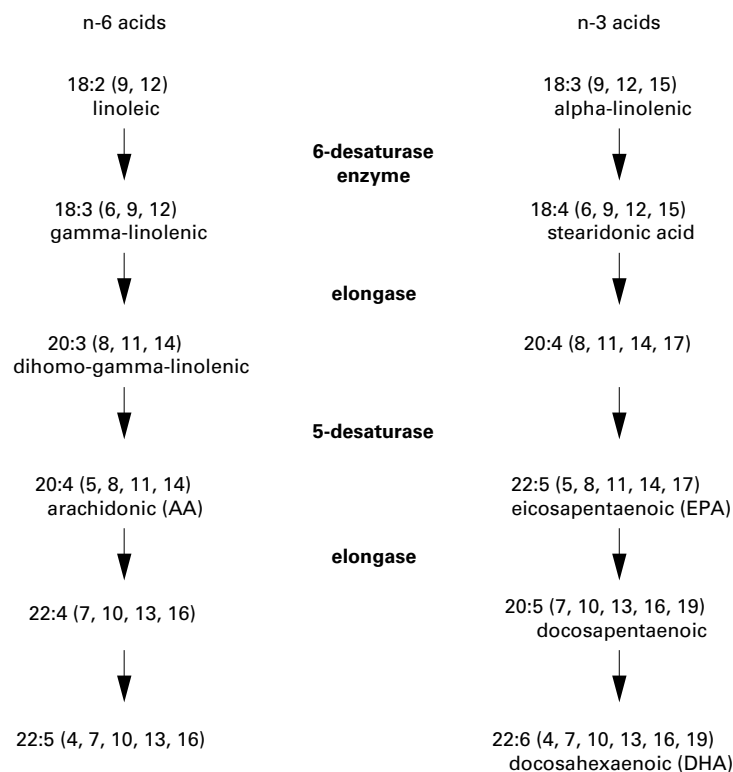 n-6 acids
n-3 acids
18:2 (9, 12)
linoleic
18:3 (9, 12, 15)
alpha-linolenic
6-desaturase
enzyme
18:3 (6, 9, 12)
gamma-linolenic
18:4 (6, 9, 12, 15)
stearidonic acid
elongase
20:3 (8, 11, 14)
dihomo-gamma-linolenic
20:4 (8, 11, 14, 17)
5-desaturase
20:4 (5, 8, 11, 14)
arachidonic (AA)
22:5 (5, 8, 11, 14, 17)
eicosapentaenoic (EPA)
elongase
22:4 (7, 10, 13, 16)
20:5 (7, 10, 13, 16, 19)
docosapentaenoic
22:5 (4, 7, 10, 13, 16)
22:6 (4, 7, 10, 13, 16, 19)
docosahexaenoic (DHA)